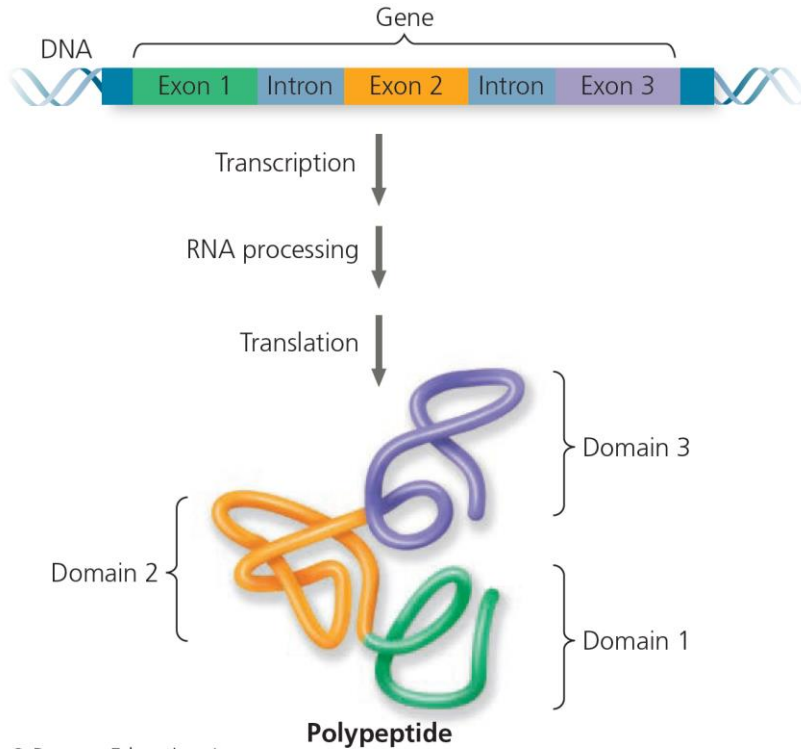 Gene
DNA
Exon 1 Intron Exon 2 Intron Exon 3
Transcription
RNA processing
Translation
Domain 3
Domain 2
Domain 1
Polypeptide